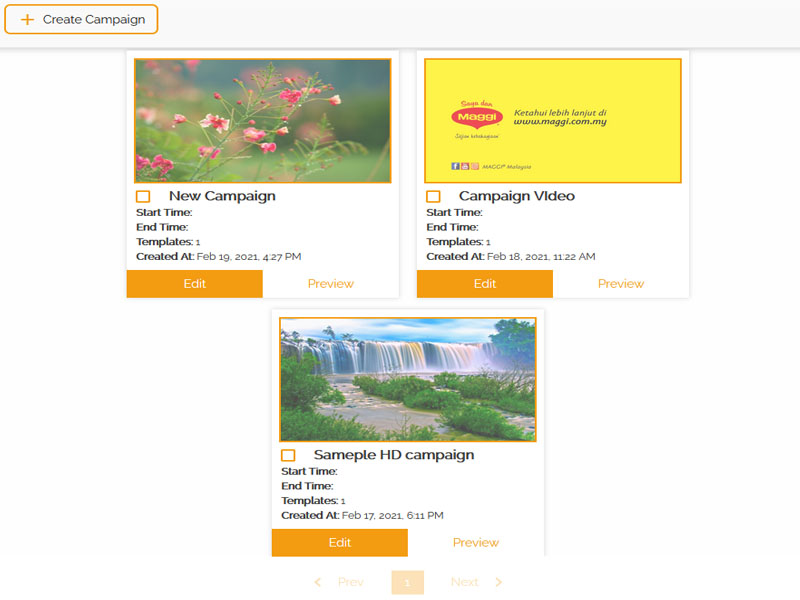 Create Campaign
Saga dan
Maggi
Ketahui lebih lanjut di
www.maggi.com.my
MAGGI® Malaysia
New Campaign
Start Time:
End Time:
Templates: 1
Created At: Feb 19, 2021, 4:27 PM
Edit Preview
Campaign VIdeo
Start Time:
End Time:
Templates: 1
Created At: Feb 18, 2021, 11:22 AM
Edit Preview
Sameple HD campaign
Start Time:
End Time:
Templates: 1
Created At: Feb 17, 2021, 6:11 PM
Edit Preview
Prev 1 Next